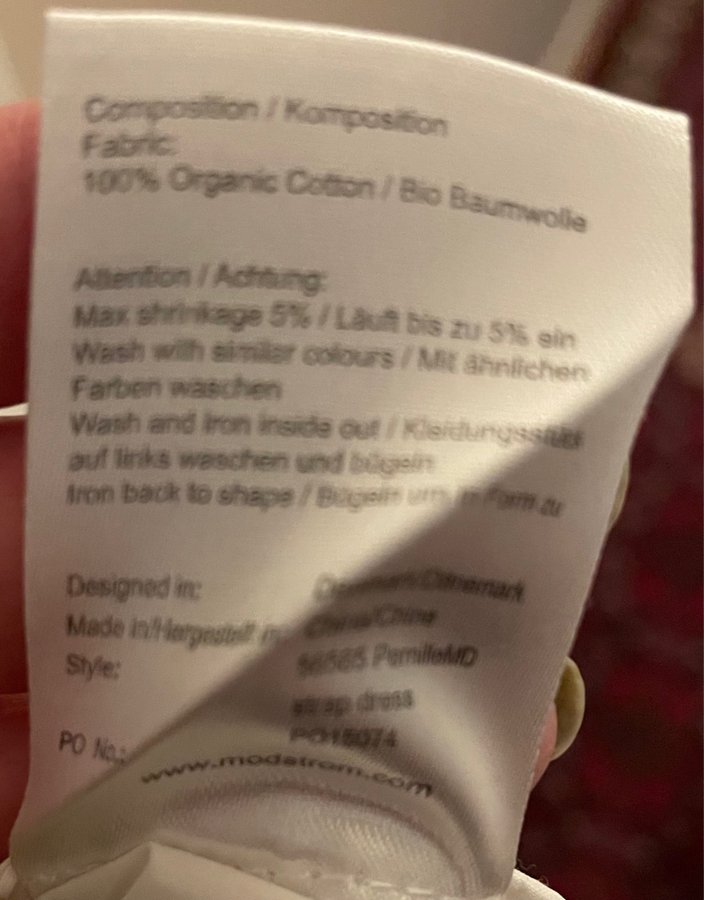 Composition / Komposition
Fabric:
100% Organic Cotton / Bio Baumwolle
Attention / Achtung:
Max shrinkage 5% / Läuft bis zu 5% ein
Wash with similar colours / Mit ähnlichen
Farben waschen
Wash and iron inside out / Kleidungsstück
auf links waschen und bügeln
Iron back to shape / Bügeln um in Form zu
Designed in: Denmark/Dänemark
Made in/Hergestellt in: China/China
Style: PernilleMD
strap dress
PO No.: PO15074
www.modstrom.com